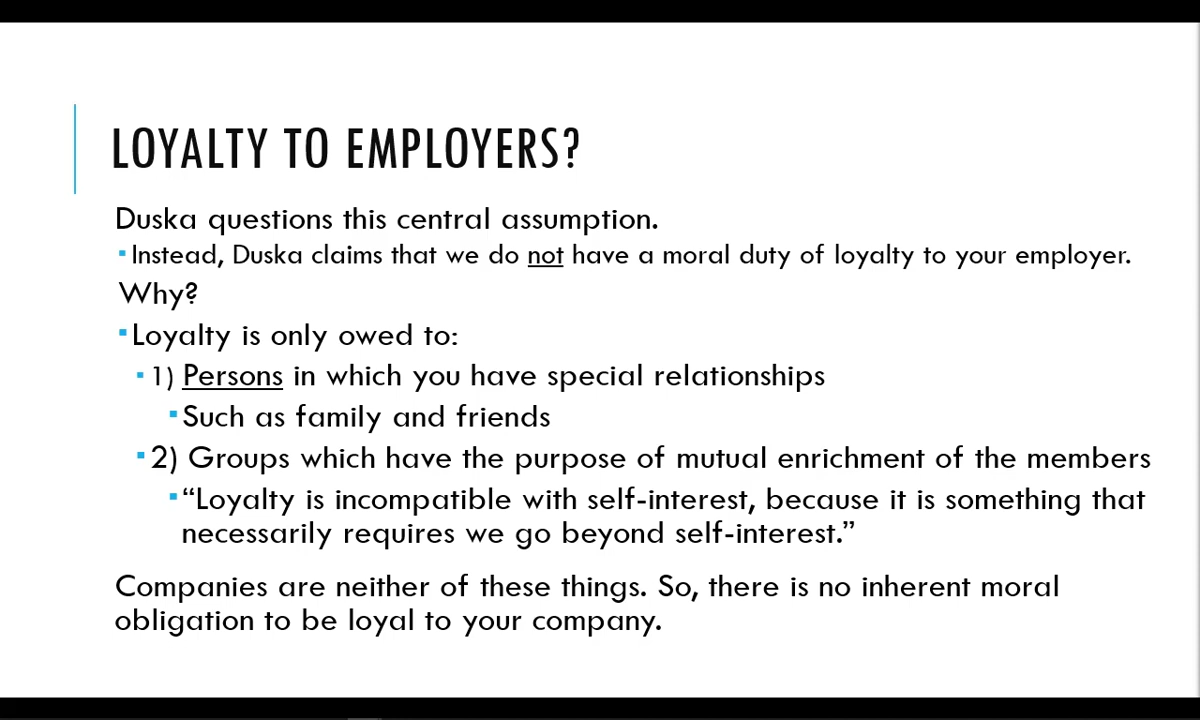 LOYALTY TO EMPLOYERS?
Duska questions this central assumption.
▪Instead, Duska claims that we do not have a moral duty of loyalty to your employer.
Why?
▪Loyalty is only owed to:
▪1) Persons in which you have special relationships
▪Such as family and friends
▪2) Groups which have the purpose of mutual enrichment of the members
▪“Loyalty is incompatible with self-interest, because it is something that
necessarily requires we go beyond self-interest.”
Companies are neither of these things. So, there is no inherent moral
obligation to be loyal to your company.